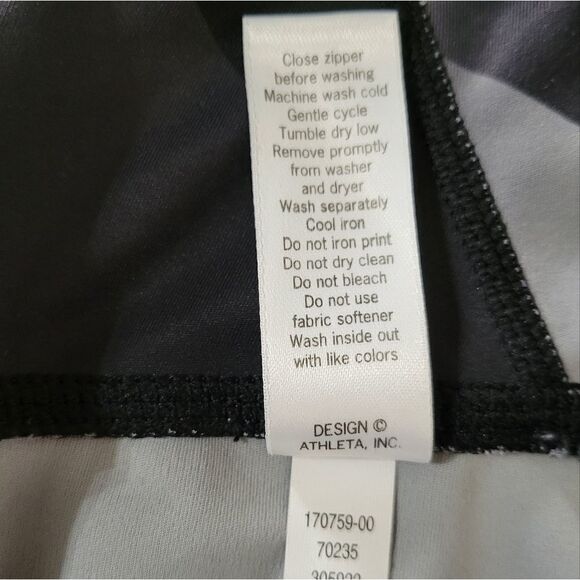 Close zipper
before washing
Machine wash cold
Gentle cycle
Tumble dry low
Remove promptly
from washer
and dryer
Wash separately
Cool iron
Do not iron print
Do not dry clean
Do not bleach
Do not use
fabric softener
Wash inside out
with like colors
DESIGN ©
ATHLETA, INC.
170759-00
70235